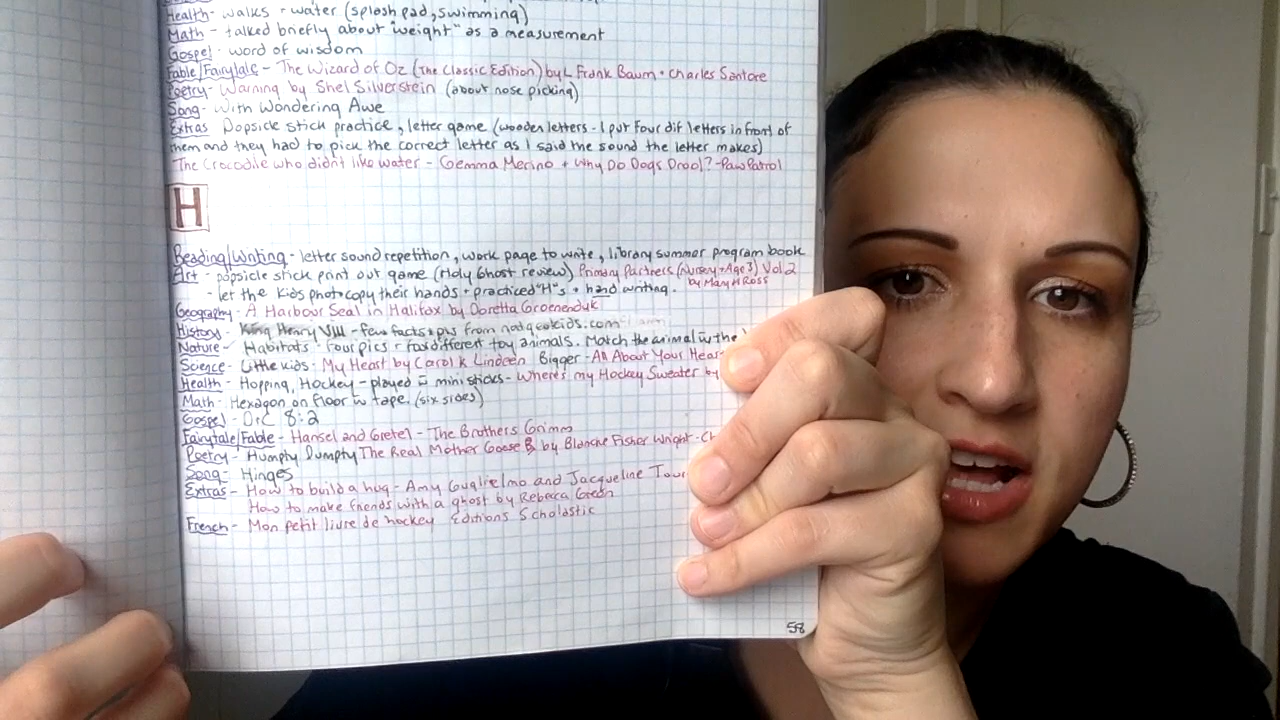 Health - walks + water (splash pad, swimming)
Math - talked briefly about "weight" as a measurement
Gospel - word of wisdom
Fable/Fairytale - The Wizard of Oz (The Classic Edition) by L Frank Baum + Charles Santore
Poetry - Warning by Shel Silverstein (about nose picking)
Song - With Wondering Awe
Extras Popsicle stick practice, letter game (wooden letters - I put four dif letters in front of
them and they had to pick the correct letter as I said the sound the letter makes)
The Crocodile who didn't like water - Gemma Merino + Why Do Dogs Drool? - Paw Patrol
H
Reading/Writing - letter sound repetition, work page to write, library summer program book
Art - popsicle stick print out game (Holy Ghost review) Primary Partners (Nursery + Age 3) Vol 2
by Mary H Ross
- let the kids photocopy their hands + practiced "H"s + hand writing.
Geography - A Harbour Seal in Halifax by Doretta Groenendyk
History - King Henry VIII - few facts + pics from natgeokids.com
Nature - Habitats - four pics + four different toy animals. Match the animal w the
Science - Little kids - My Heart by Carol K Lindeen Bigger - All About Your Hear
Health - Hopping, Hockey - played c mini sticks - Where's my Hockey Sweater by
Math - Hexagon on floor w tape. (six sides)
Gospel - D+C 8:2
Fairytale/Fable - Hansel and Gretel - The Brothers Grimm
Poetry - Humpty Dumpty The Real Mother Goose by Blanche Fisher Wright - Ch
Song - Hinges
Extras - How to build a hug - Amy Guglielmo and Jacqueline Tour
How to make friends with a ghost by Rebecca Green
French - Mon petit livre de hockey Editions Scholastic
58